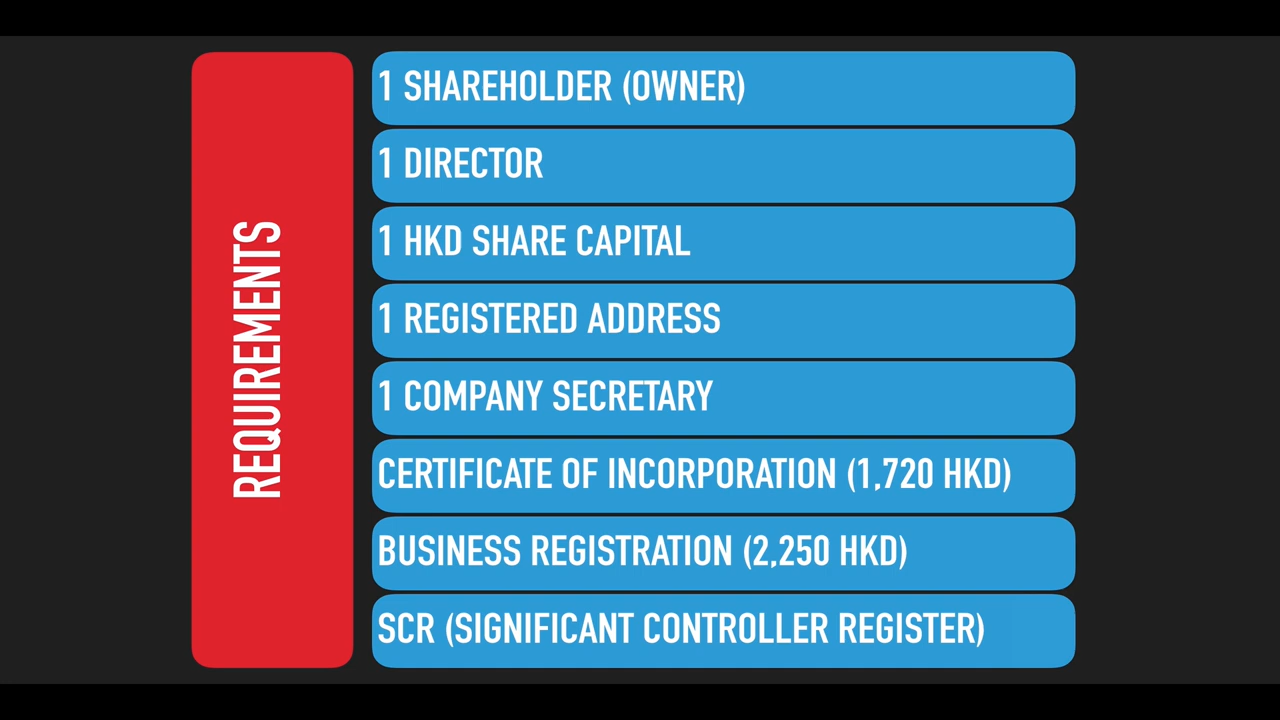 REQUIREMENTS
1 SHAREHOLDER (OWNER)
1 DIRECTOR
1 HKD SHARE CAPITAL
1 REGISTERED ADDRESS
1 COMPANY SECRETARY
CERTIFICATE OF INCORPORATION (1,720 HKD)
BUSINESS REGISTRATION (2,250 HKD)
SCR (SIGNIFICANT CONTROLLER REGISTER)